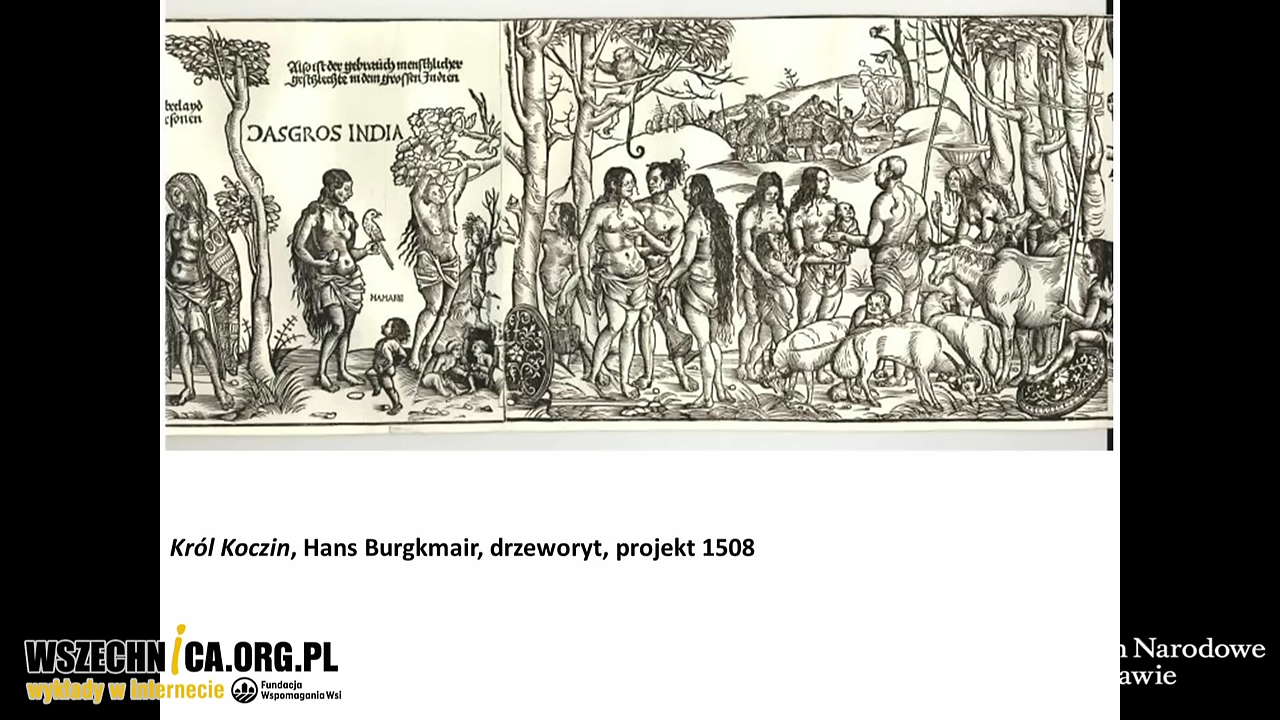 Also ist der gebrauch menschlicher
geschlechte in dem grossen Indien
DASGROS INDIA
Król Koczin, Hans Burgkmair, drzeworyt, projekt 1508
WSZECHNiCA.ORG.PL
wykłady w internecie
Fundacja
Wspomagania Wsi
Narodowe
awie